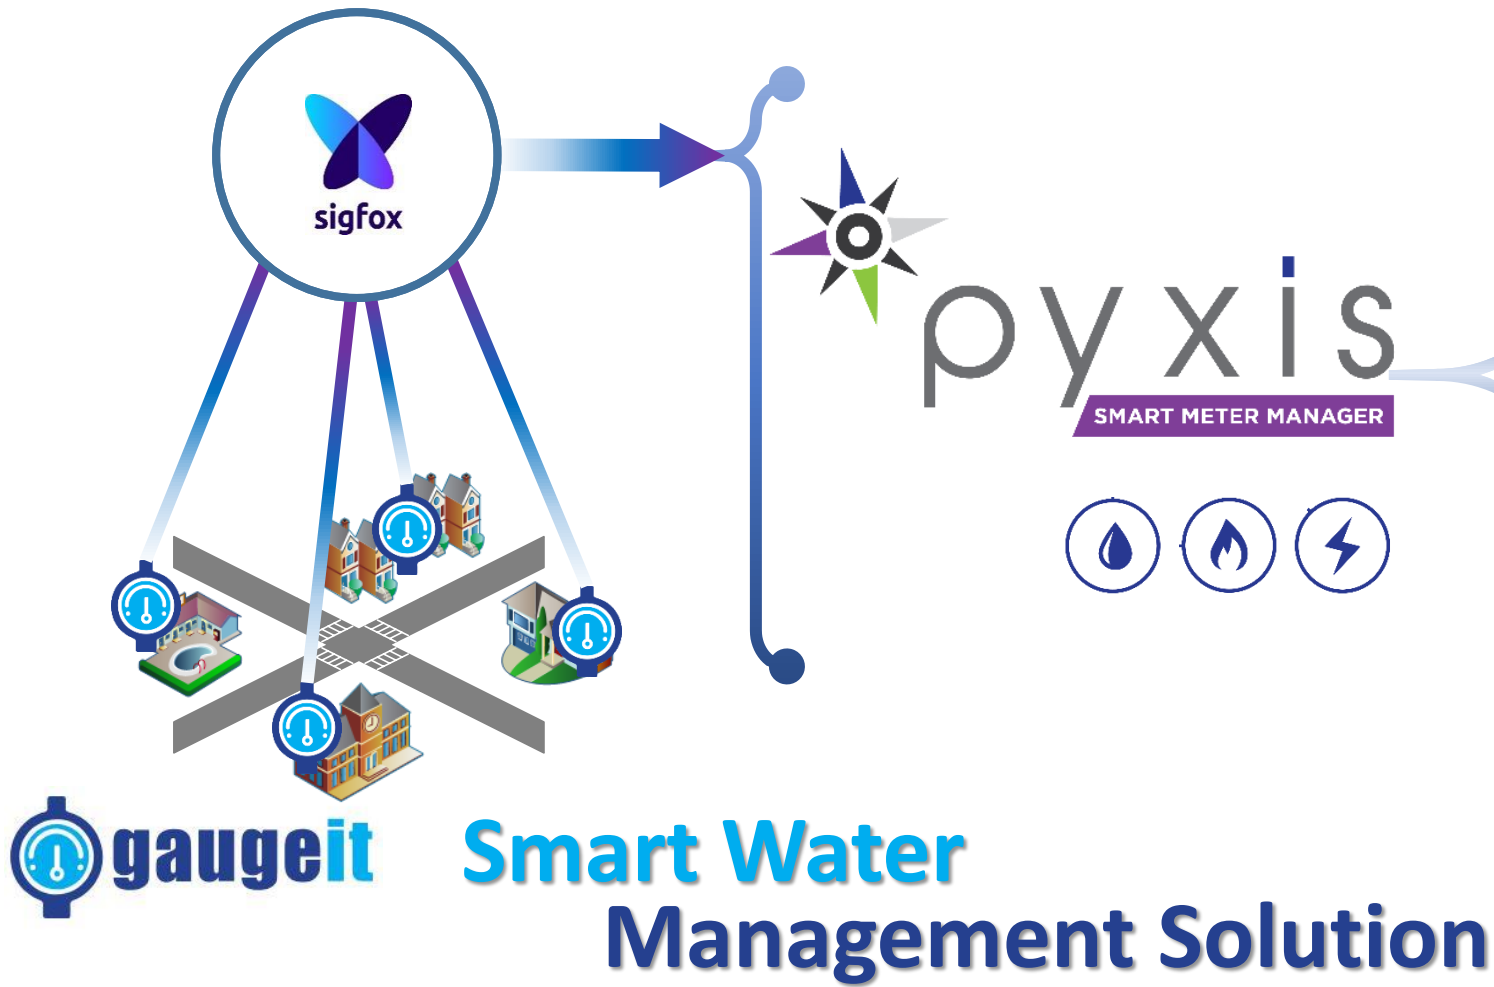 sigfox
pyxis
SMART METER MANAGER
gaugeit
Smart Water
Management Solution